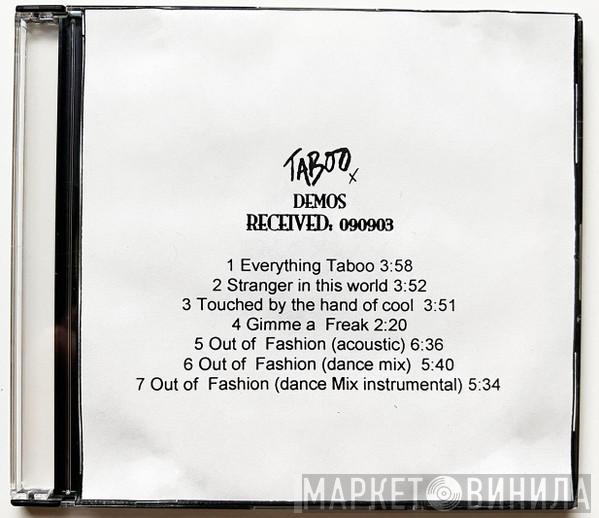 TABOO x
DEMOS
RECEIVED: 090903
1 Everything Taboo 3:58
2 Stranger in this world 3:52
3 Touched by the hand of cool 3:51
4 Gimme a Freak 2:20
5 Out of Fashion (acoustic) 6:36
6 Out of Fashion (dance mix) 5:40
7 Out of Fashion (dance Mix instrumental) 5:34
МАРКЕТ ВИНИЛА